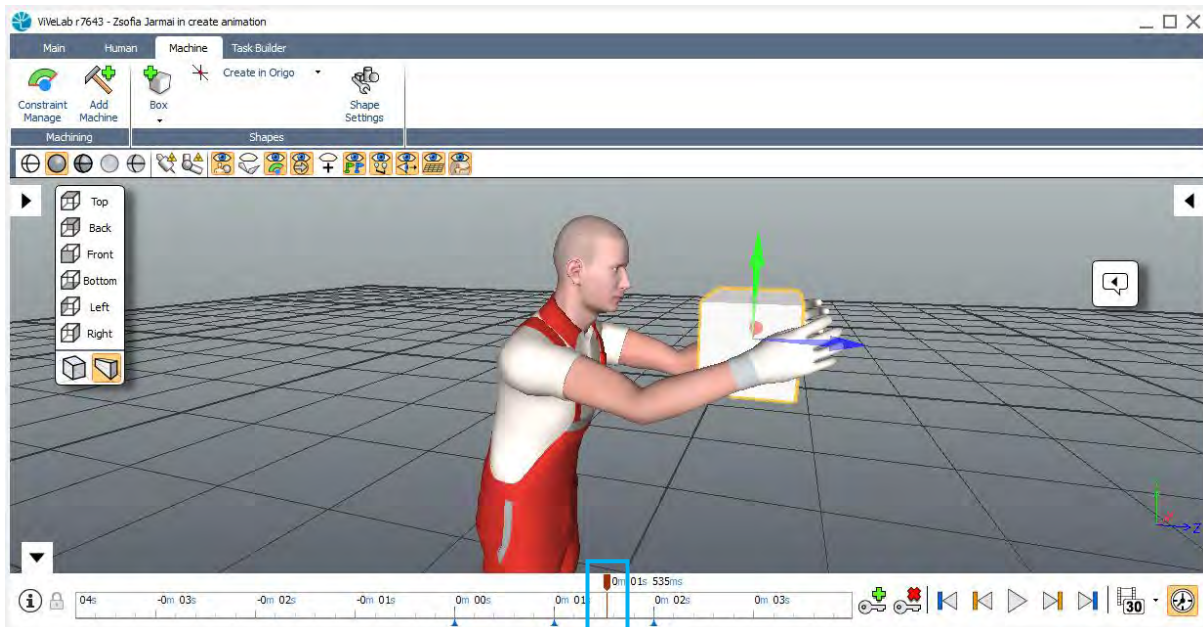 ViVeLab r7643 - Zsofia Jarmai in create animation
Main Human Machine Task Builder
Create in Origo
Constraint Manage
Add Machine
Box
Shape Settings
Machining Shapes
Top
Back
Front
Bottom
Left
Right
Z
0m 01s 535ms
04s -0m 03s -0m 02s -0m 01s 0m 00s 0m 01s 0m 02s 0m 03s
30